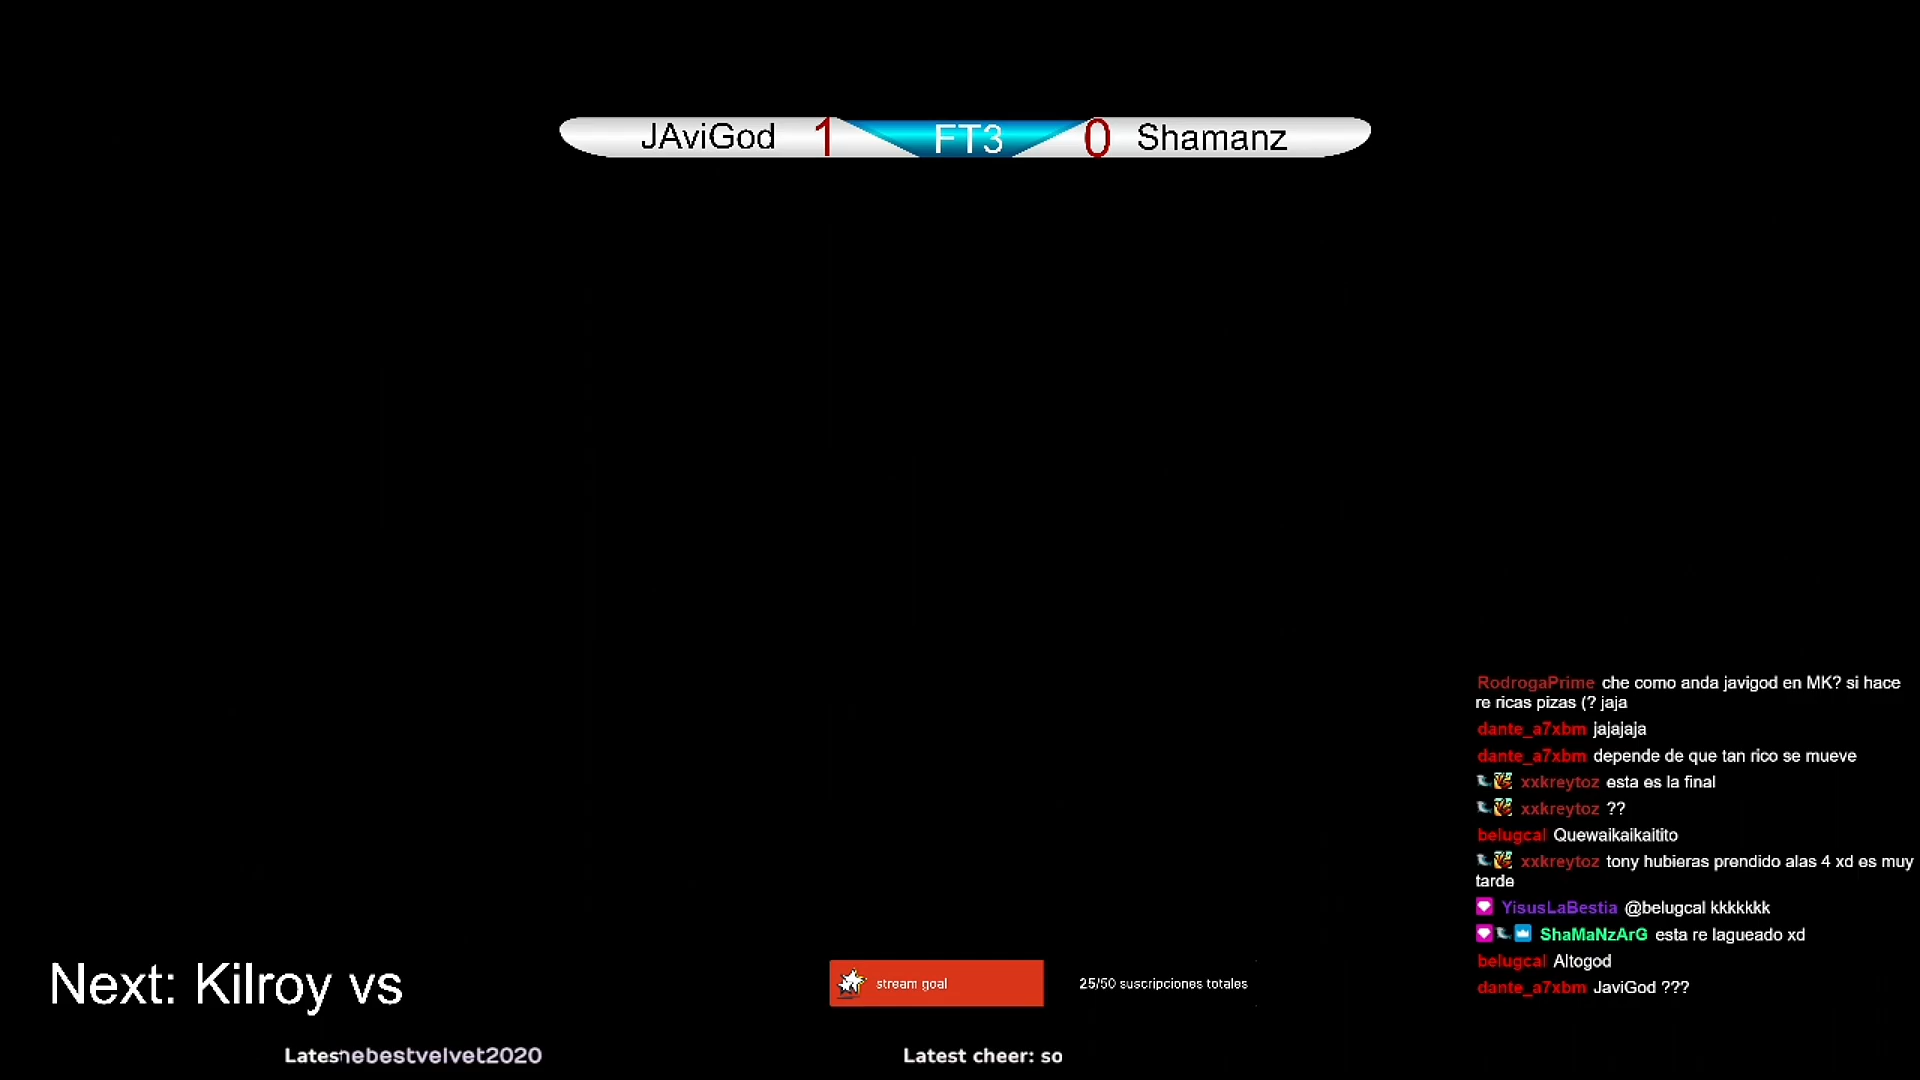 JAviGod 1 FT3 0 Shamanz
RodrogaPrime che como anda javigod en MK? si hace
re ricas pizas (? jaja
dante_a7xbm jajajaja
dante_a7xbm depende de que tan rico se mueve
xxkreytoz esta es la final
xxkreytoz ??
belugcal Quewaikaikaitito
xxkreytoz tony hubieras prendido alas 4 xd es muy
tarde
YisusLaBestia @belugcal kkkkkkk
ShaMaNzArG esta re lagueado xd
belugcal Altogod
dante_a7xbm JaviGod ???
Next: Kilroy vs
stream goal
25/50 suscripciones totales
Latesnebestvelvet2020
Latest cheer: so